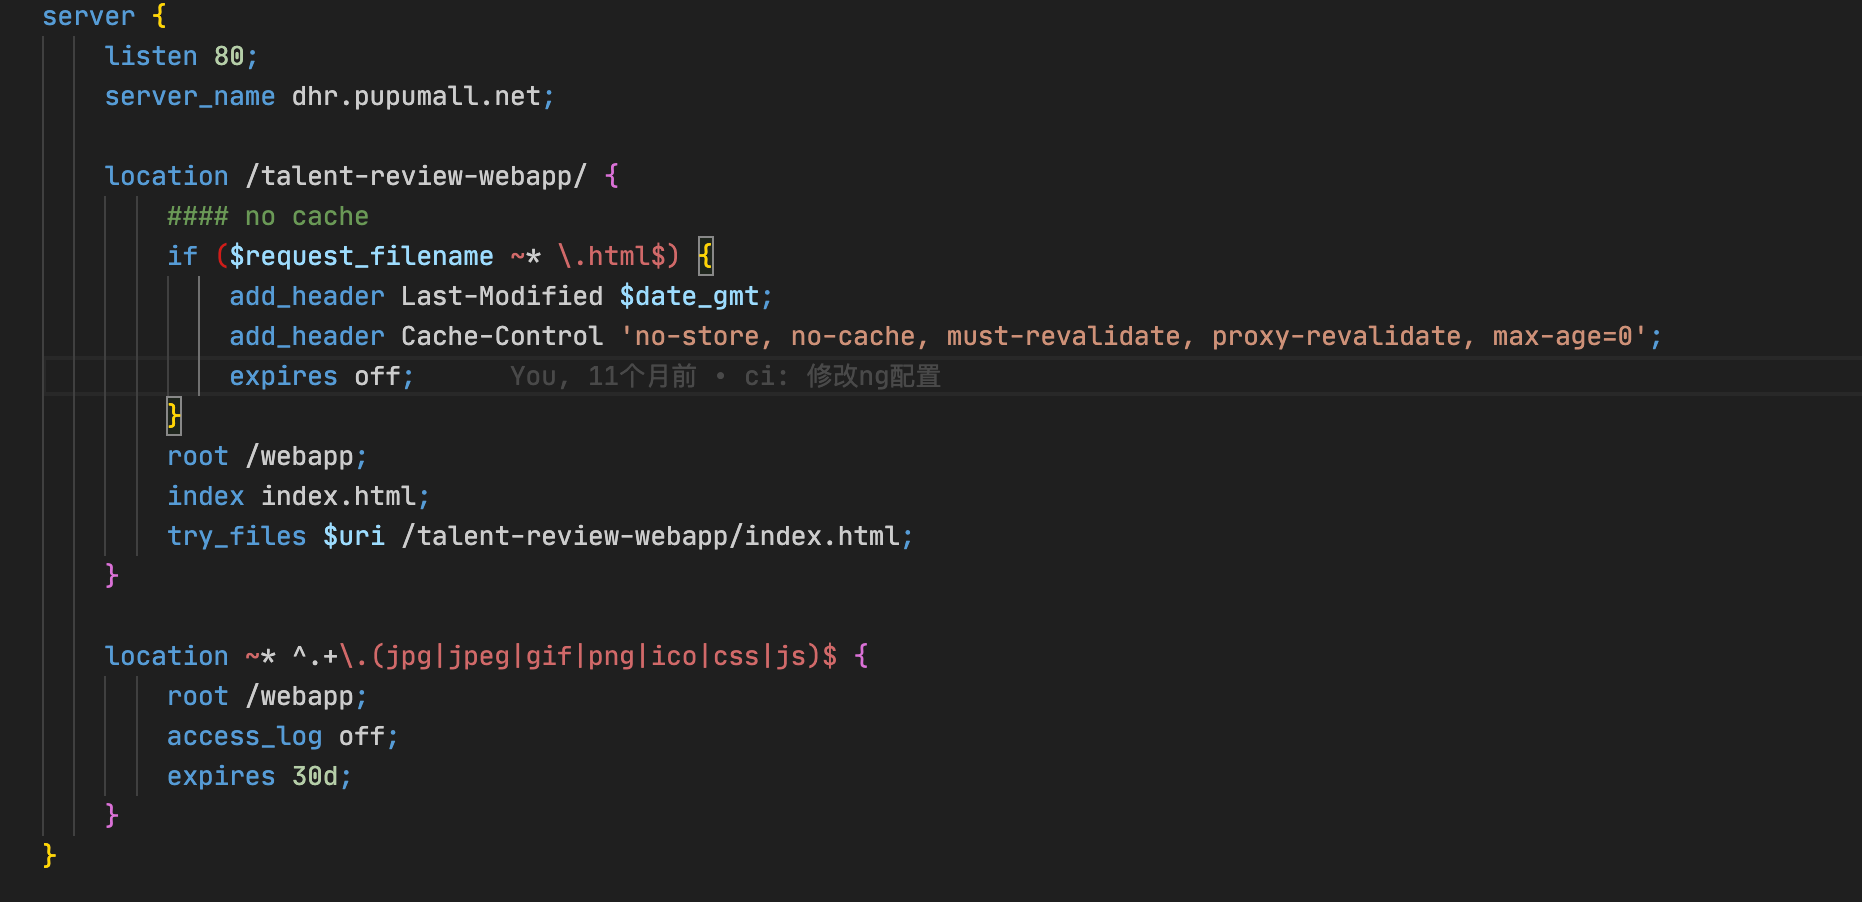 server {
listen 80;
server_name dhr.pupumall.net;
location /talent-review-webapp/ {
#### no cache
if ($request_filename ~* \.html$) {
add_header Last-Modified $date_gmt;
add_header Cache-Control 'no-store, no-cache, must-revalidate, proxy-revalidate, max-age=0';
expires off; You, 11个月前 • ci: 修改ng配置
}
root /webapp;
index index.html;
try_files $uri /talent-review-webapp/index.html;
}
location ~* ^.+\.(jpg|jpeg|gif|png|ico|css|js)$ {
root /webapp;
access_log off;
expires 30d;
}
}